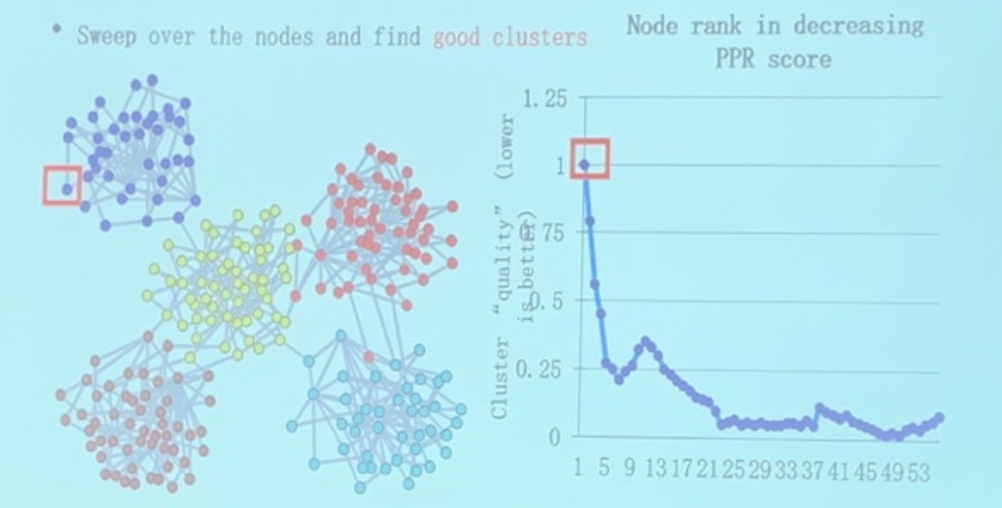 • Sweep over the nodes and find good clusters
Node rank in decreasing
PPR score
Cluster “quality” (lower
is better)
1.25
1
0.75
0.5
0.25
0
1 5 9 13 17 21 25 29 33 37 41 45 49 53